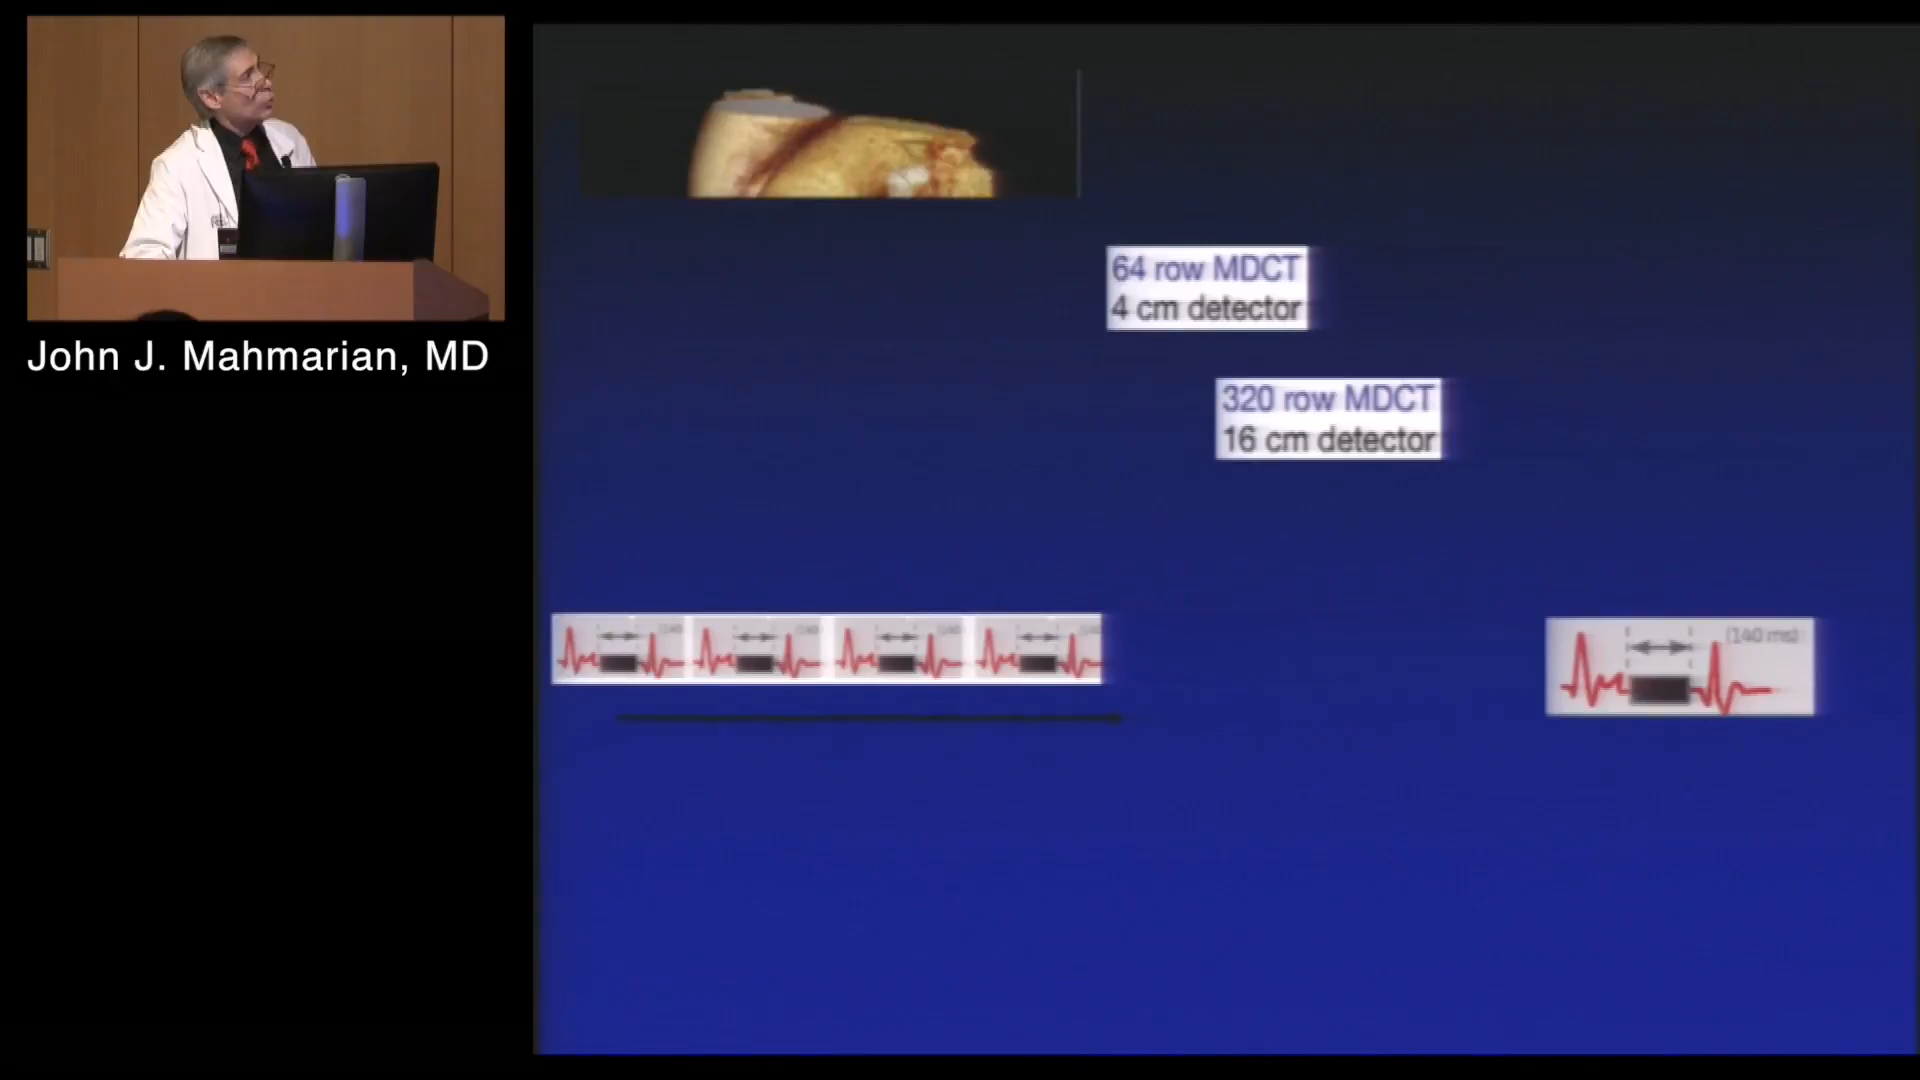 John J. Mahmarian, MD
64 row MDCT
4 cm detector
320 row MDCT
16 cm detector
(140 ms)